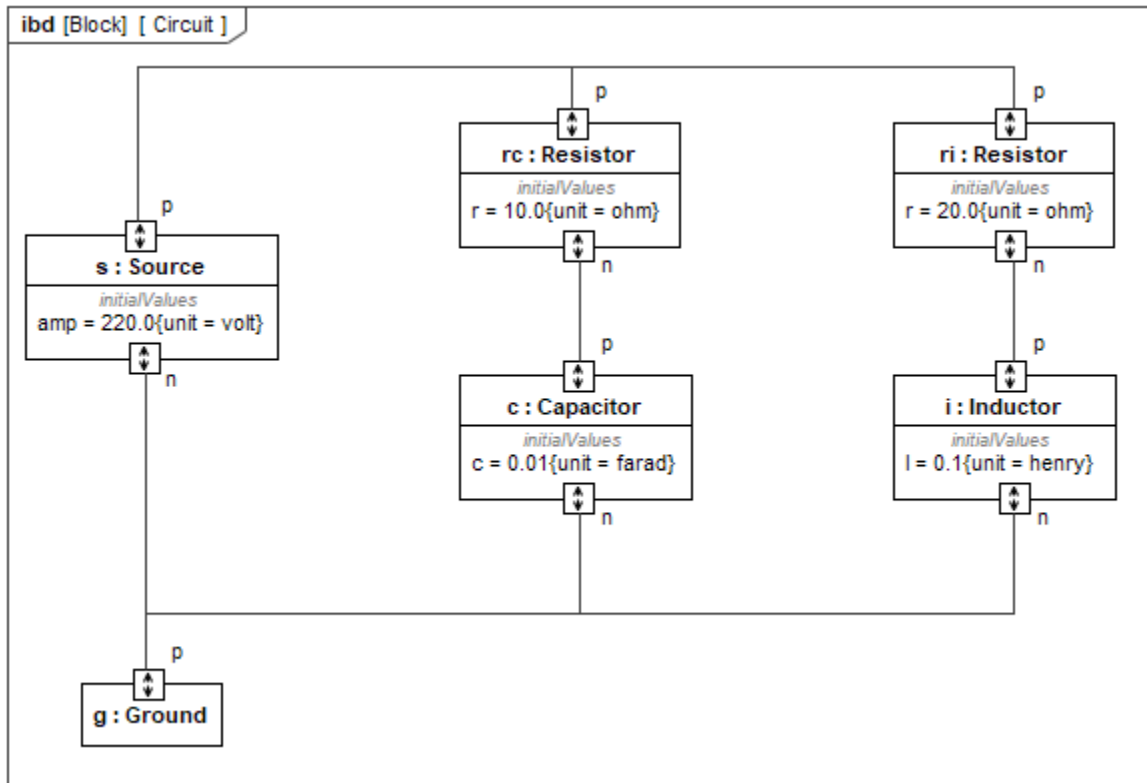 ibd [Block] [ Circuit ]
p
p
rc : Resistor
initialValues
r = 10.0{unit = ohm}
n
ri : Resistor
initialValues
r = 20.0{unit = ohm}
n
p
s : Source
initialValues
amp = 220.0{unit = volt}
n
p
c : Capacitor
initialValues
c = 0.01{unit = farad}
n
p
i : Inductor
initialValues
l = 0.1{unit = henry}
n
p
g : Ground